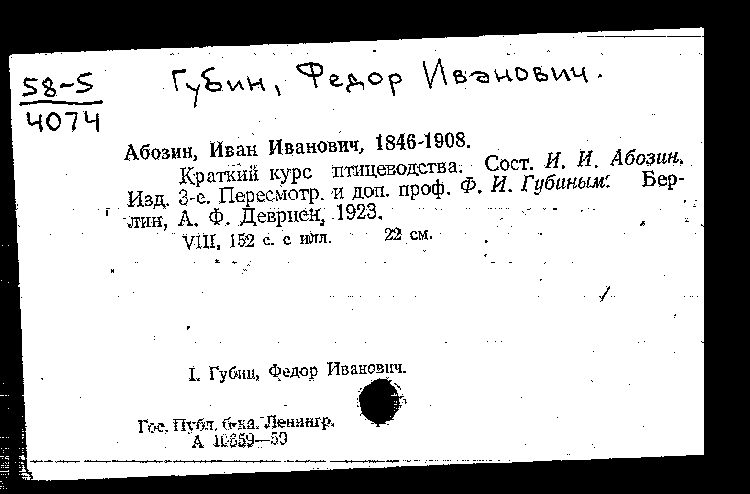 Губин, Федор Иванович.
58-5
4074
Абозин, Иван Иванович, 1846-1908.
Краткий курс птицеводства. Сост. И. И. Абозин.
Изд. 3-е. Пересмотр. и доп. проф. Ф. И. Губиным. Бер-
лин, А. Ф. Девриен, 1923.
VIII, 152 с. с илл. 22 см.
I. Губин, Федор Иванович.
Гос. Публ. б-ка. Ленингр.
А 10859—59